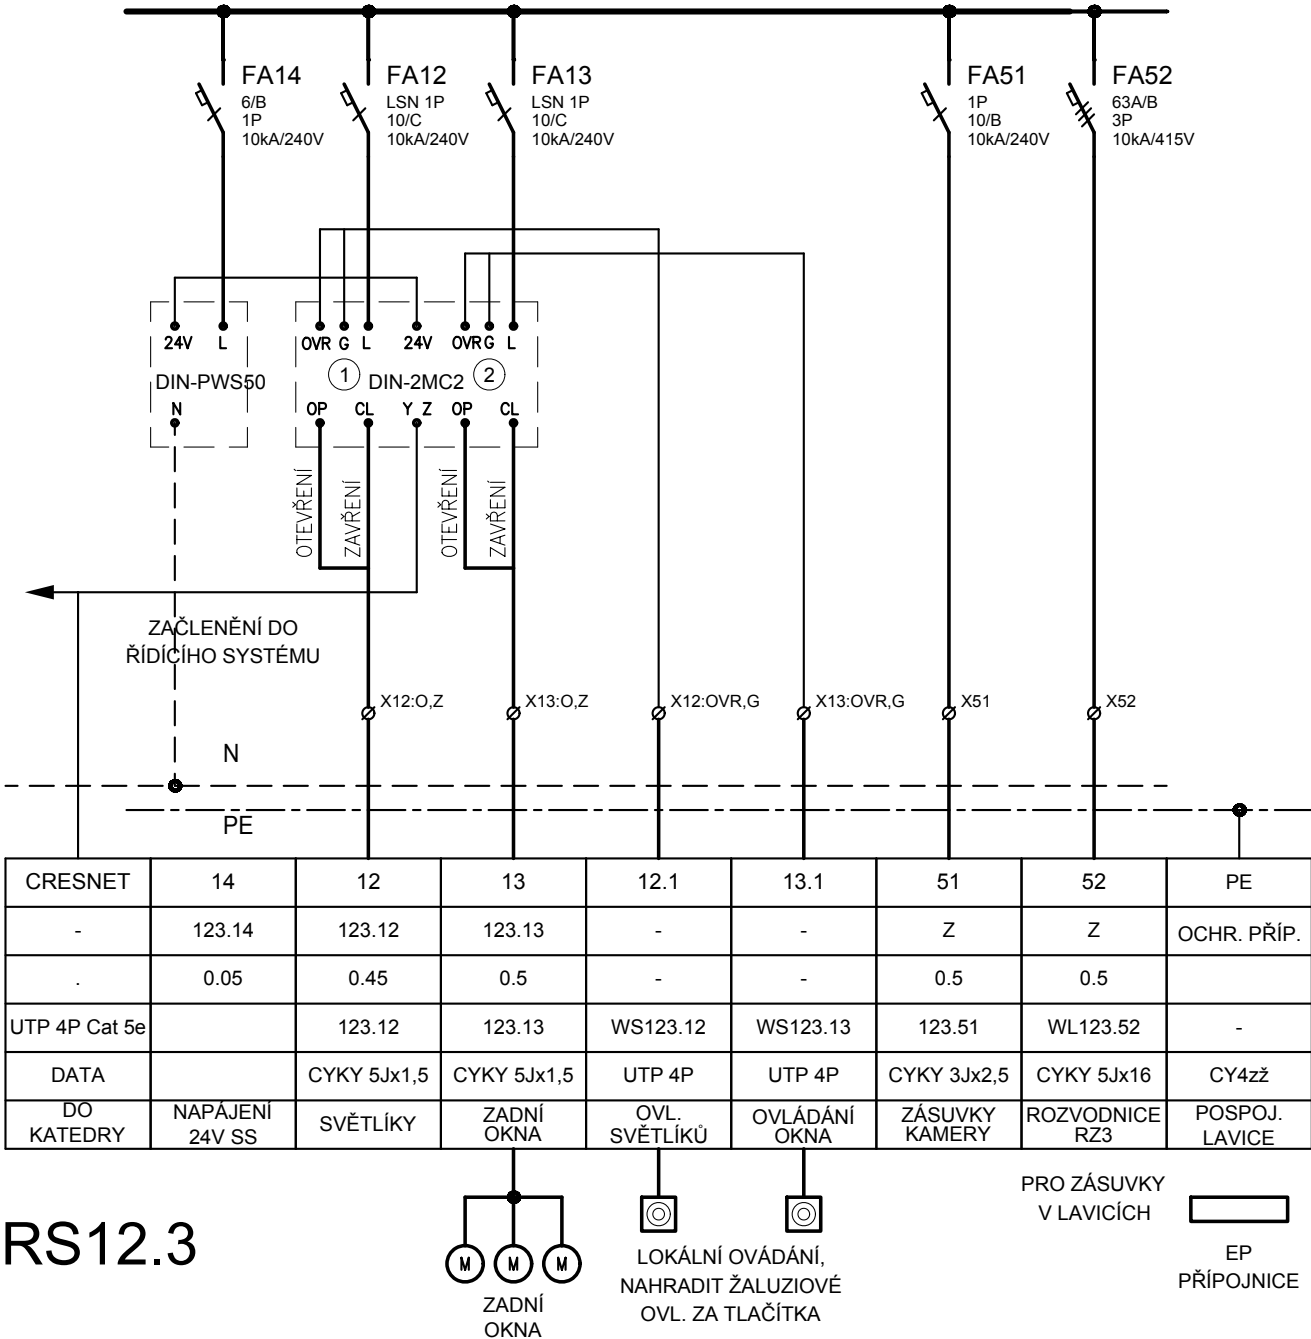 FA14
6/B
1P
10kA/240V
FA12
LSN 1P
10/C
10kA/240V
FA13
LSN 1P
10/C
10kA/240V
FA51
1P
10/B
10kA/240V
FA52
63A/B
3P
10kA/415V
24V L
DIN-PWS50
N
OVR G L 24V OVR G L
1 DIN-2MC2 2
OP CL Y Z OP CL
OTEVŘENÍ
ZAVŘENÍ
OTEVŘENÍ
ZAVŘENÍ
ZAČLENĚNÍ DO
ŘÍDÍCÍHO SYSTÉMU
X12:O,Z
X13:O,Z
X12:OVR,G
X13:OVR,G
X51
X52
N
PE
CRESNET 14 12 13 12.1 13.1 51 52 PE
- 123.14 123.12 123.13 - - Z Z OCHR. PŘÍP.
. 0.05 0.45 0.5 - - 0.5 0.5
UTP 4P Cat 5e 123.12 123.13 WS123.12 WS123.13 123.51 WL123.52 -
DATA CYKY 5Jx1,5 CYKY 5Jx1,5 UTP 4P UTP 4P CYKY 3Jx2,5 CYKY 5Jx16 CY4zž
DO
KATEDRY
NAPÁJENÍ
24V SS
SVĚTLÍKY
ZADNÍ
OKNA
OVL.
SVĚTLÍKŮ
OVLÁDÁNÍ
OKNA
ZÁSUVKY
KAMERY
ROZVODNICE
RZ3
POSPOJ.
LAVICE
RS12.3
M M M
ZADNÍ
OKNA
LOKÁLNÍ OVÁDÁNÍ,
NAHRADIT ŽALUZIOVÉ
OVL. ZA TLAČÍTKA
PRO ZÁSUVKY
V LAVICÍCH
EP
PŘÍPOJNICE